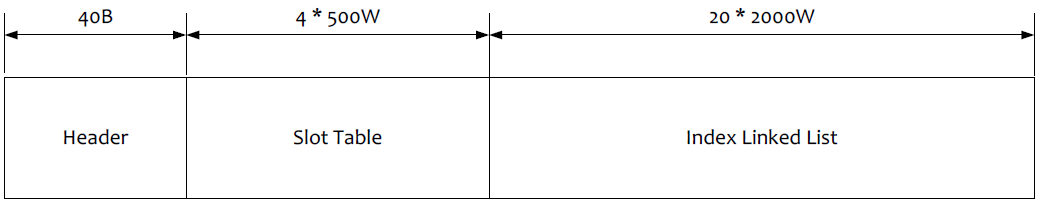 40B 4 * 500W 20 * 2000W
Header Slot Table Index Linked List